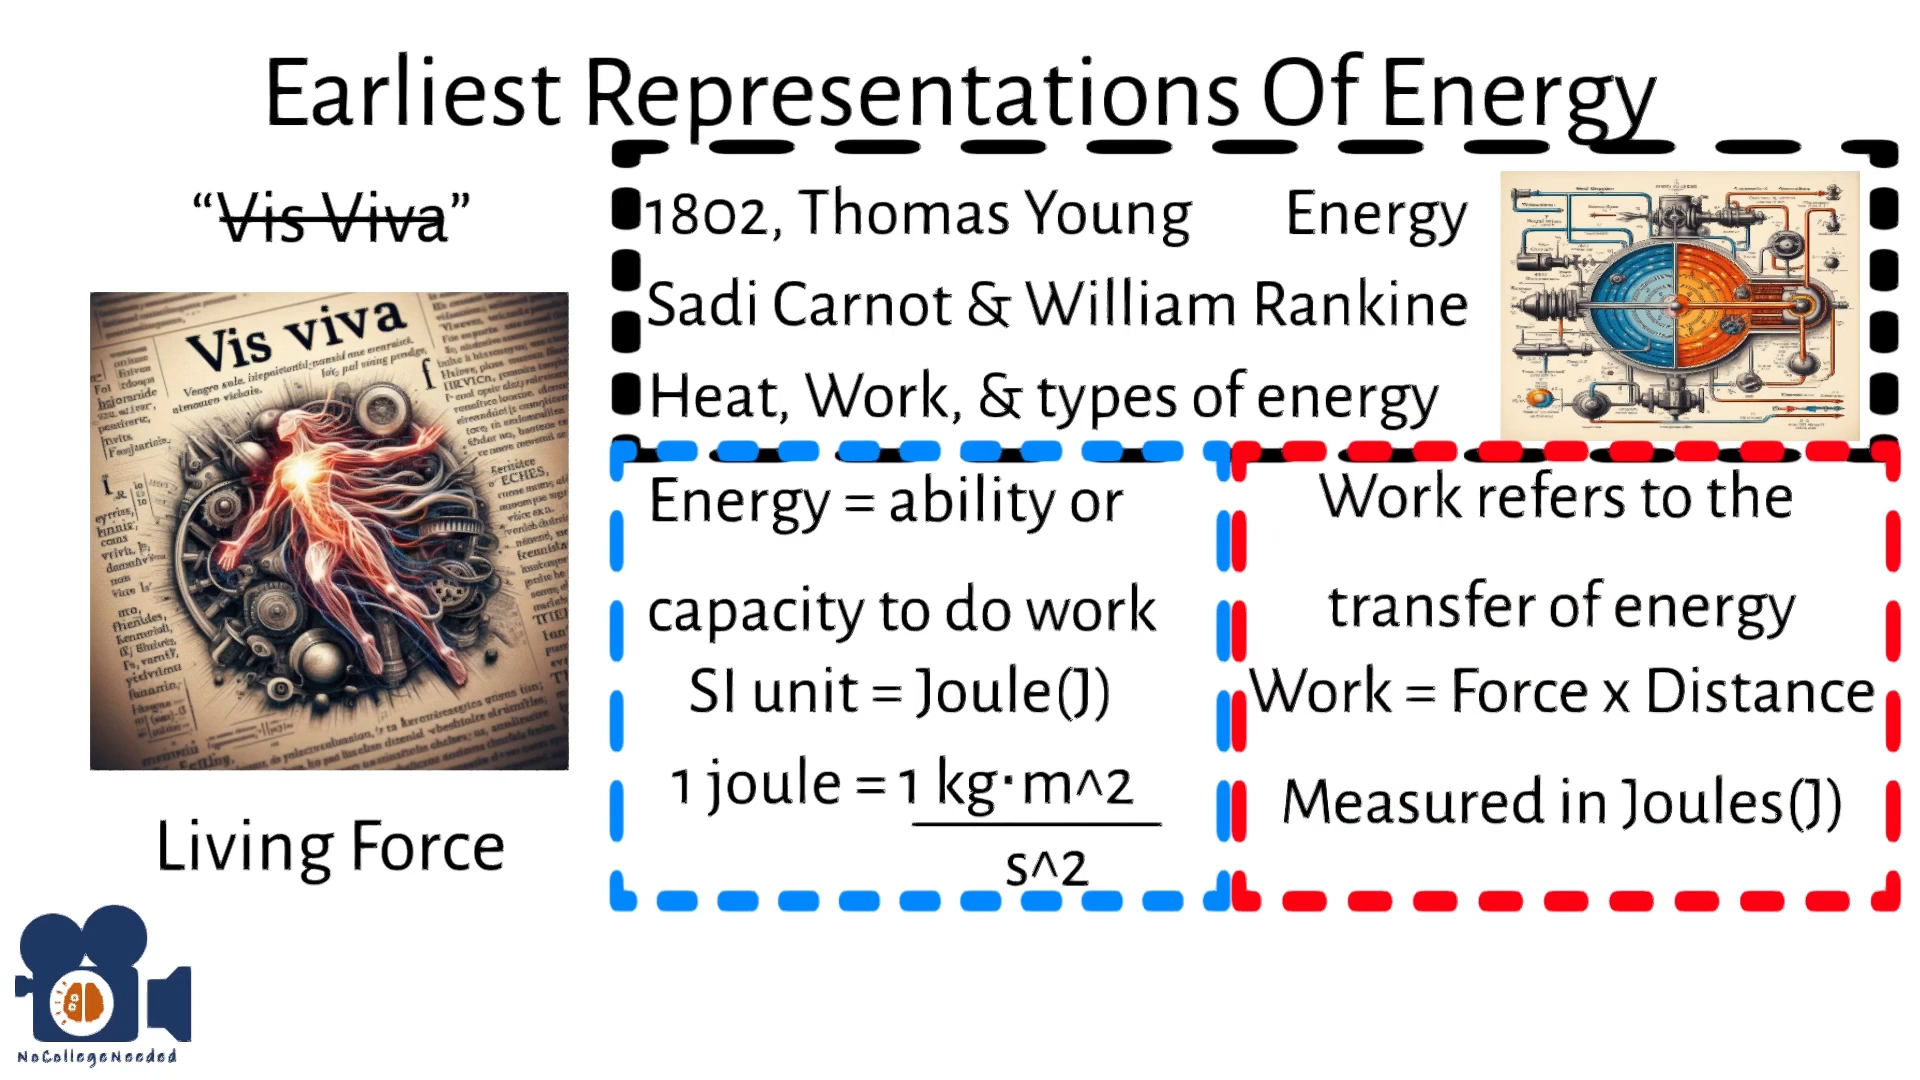 Earliest Representations Of Energy
“Vis Viva”
Vis viva
Living Force
1802, Thomas Young Energy
Sadi Carnot & William Rankine
Heat, Work, & types of energy
Energy = ability or
capacity to do work
SI unit = Joule(J)
1 joule = 1 kg·m^2
s^2
Work refers to the
transfer of energy
Work = Force x Distance
Measured in Joules(J)
NoCollegeNeeded